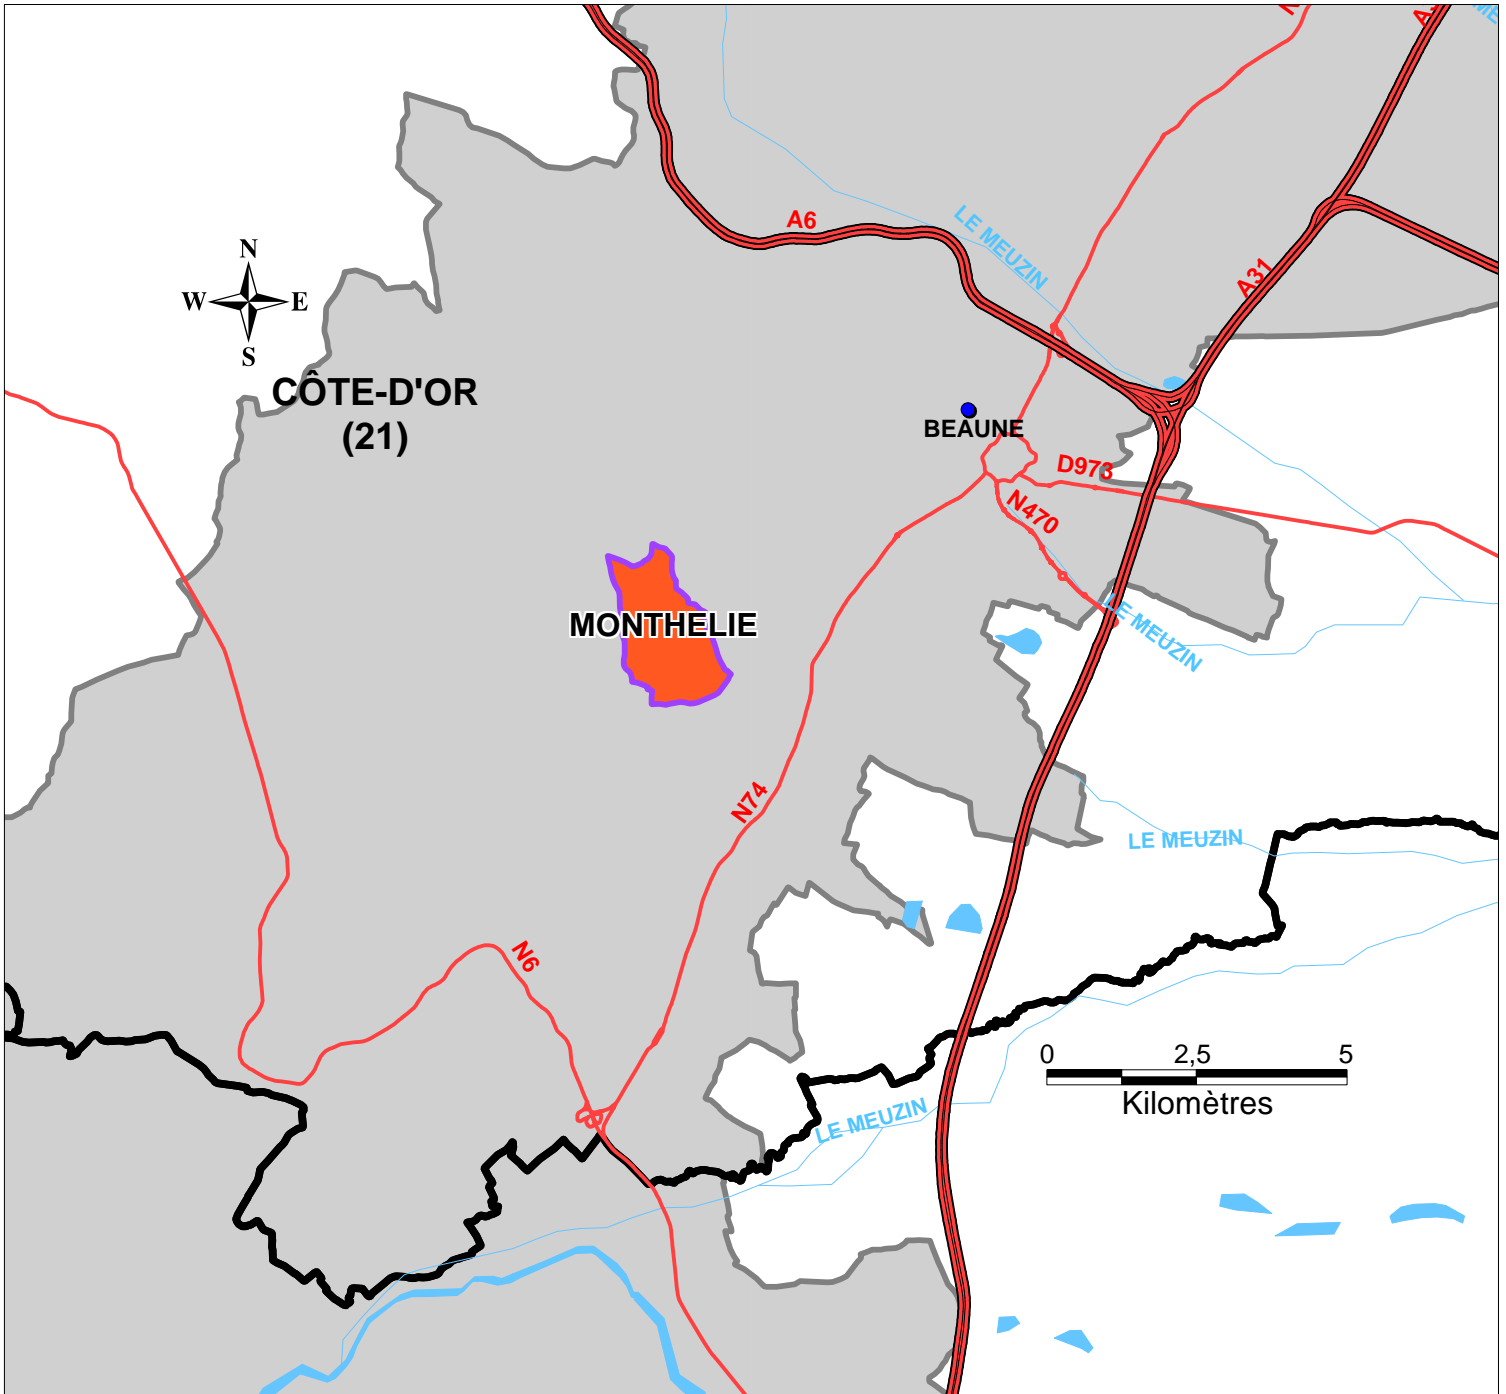 A6
LE MEUZIN
A31
N
W
E
S
CÔTE-D'OR
(21)
BEAUNE
D973
N470
MONTHELIE
LE MEUZIN
N74
LE MEUZIN
N6
0 2,5 5
Kilomètres
LE MEUZIN